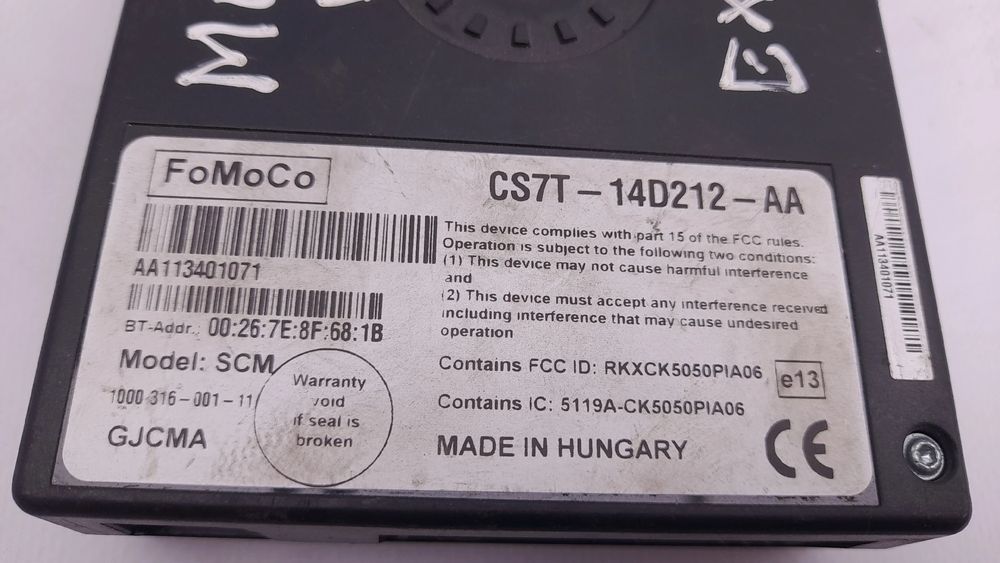 FoMoCo
CS7T-14D212-AA
AA113401071
BT-Addr.: 00:26:7E:8F:68:1B
Model: SCM
1000 316-001-11
GJCMA
Warranty
void
if seal is
broken
This device complies with part 15 of the FCC rules.
Operation is subject to the following two conditions:
(1) This device may not cause harmful interference
and
(2) This device must accept any interference received
including interference that may cause undesired
operation
Contains FCC ID: RKXCK5050PIA06
e13
Contains IC: 5119A-CK5050PIA06
MADE IN HUNGARY
CE
AA113401071